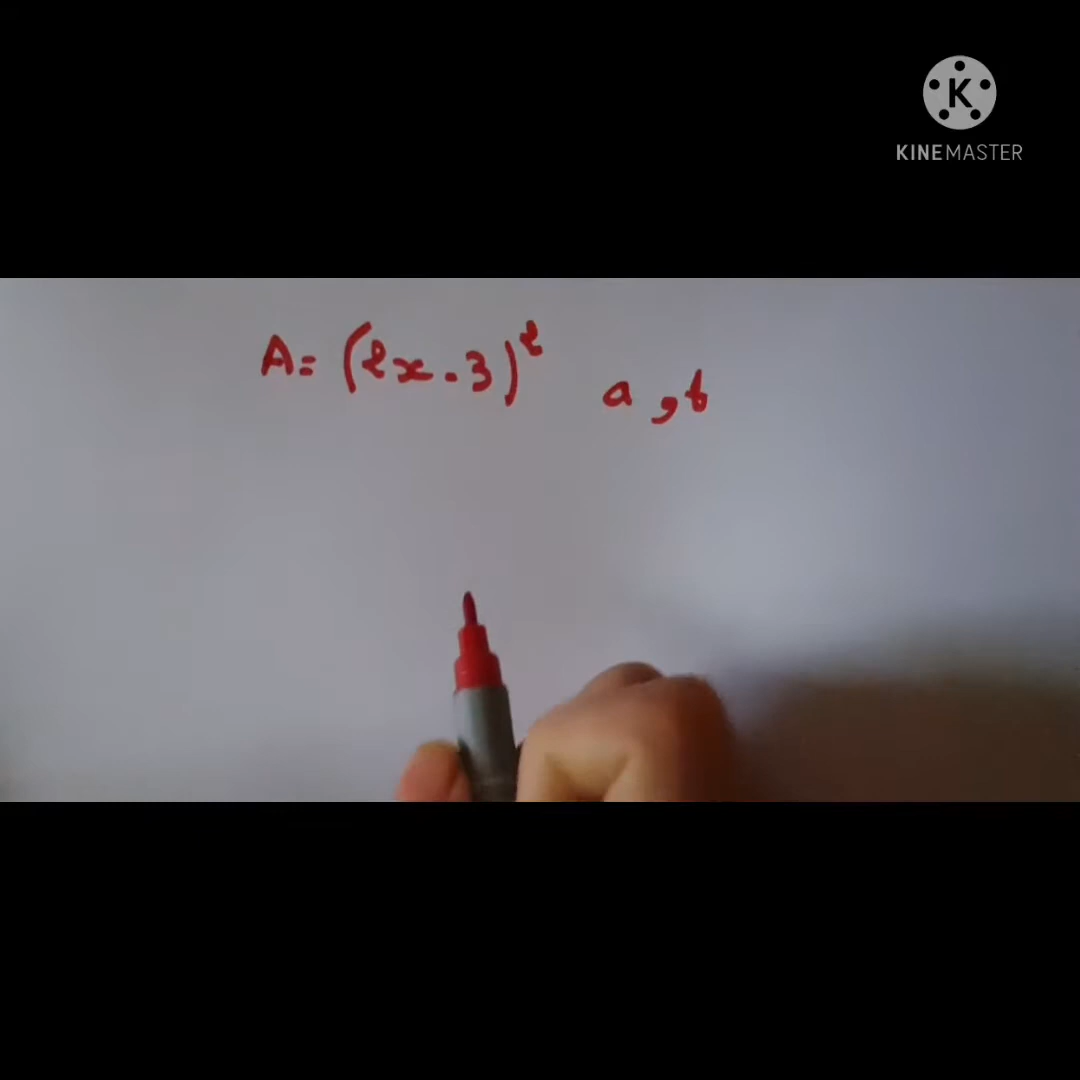 K
KINEMASTER
A = (2x - 3)²
a , b